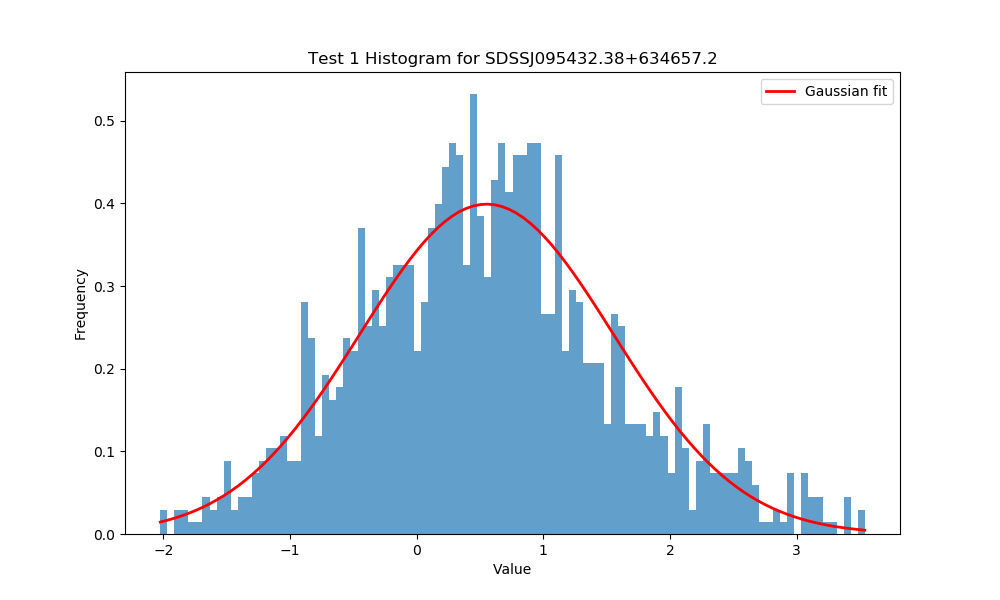 Test 1 Histogram for SDSSJ095432.38+634657.2
Gaussian fit
Frequency
0.5
0.4
0.3
0.2
0.1
0.0
−2 −1 0 1 2 3
Value